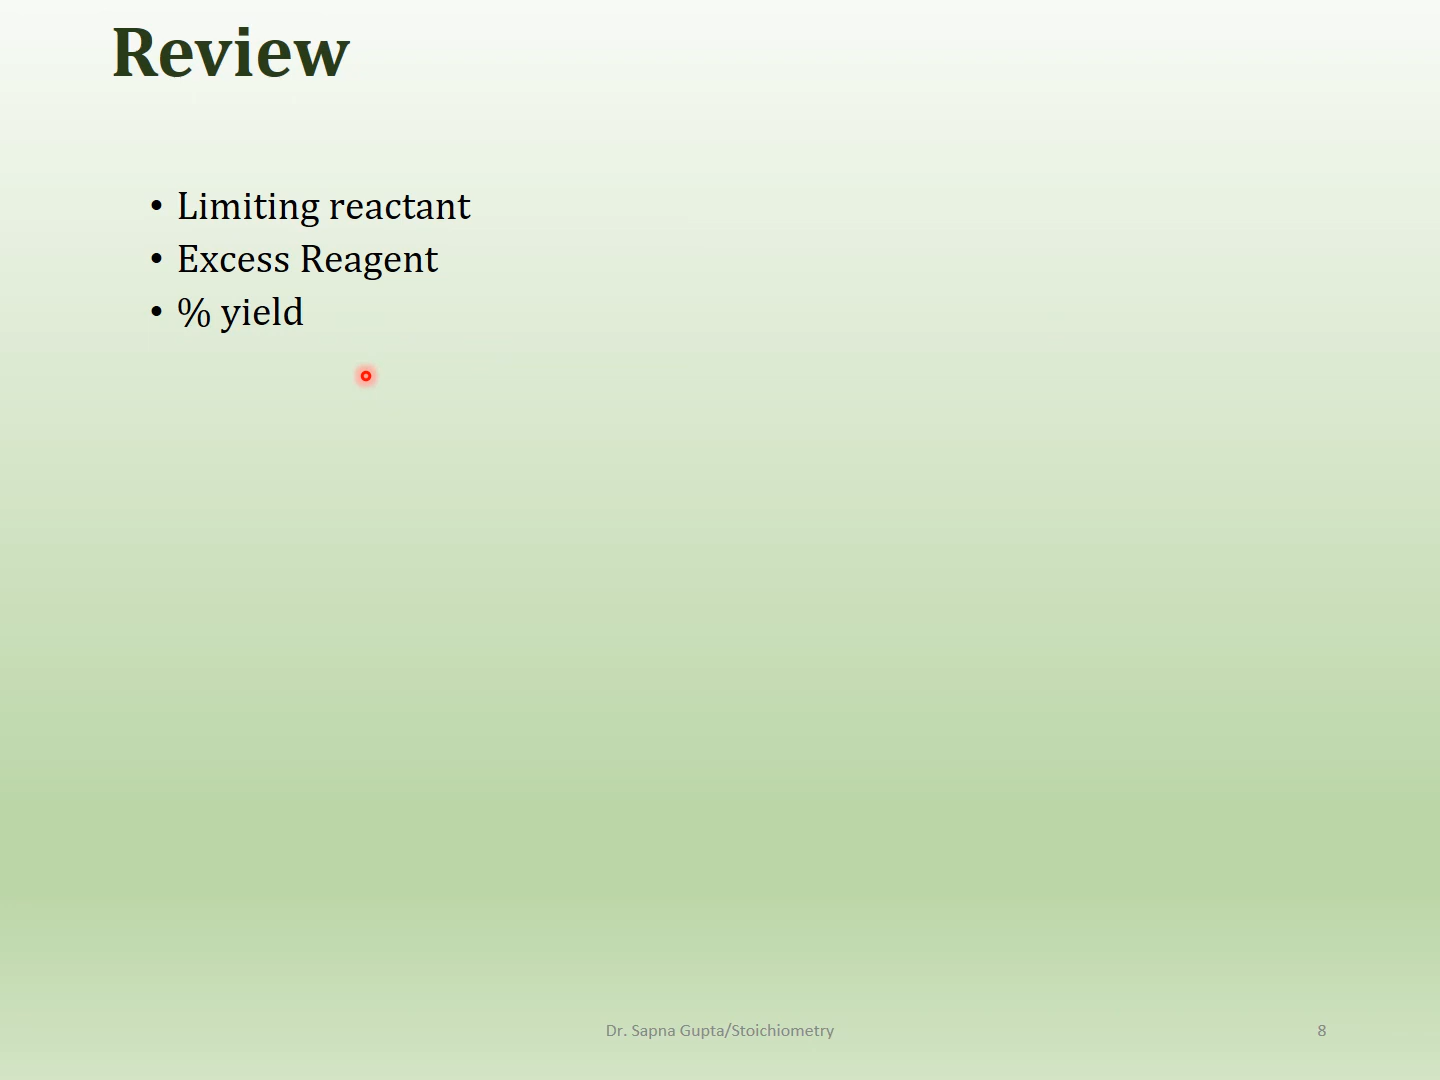 Review
• Limiting reactant
• Excess Reagent
• % yield
Dr. Sapna Gupta/Stoichiometry
8